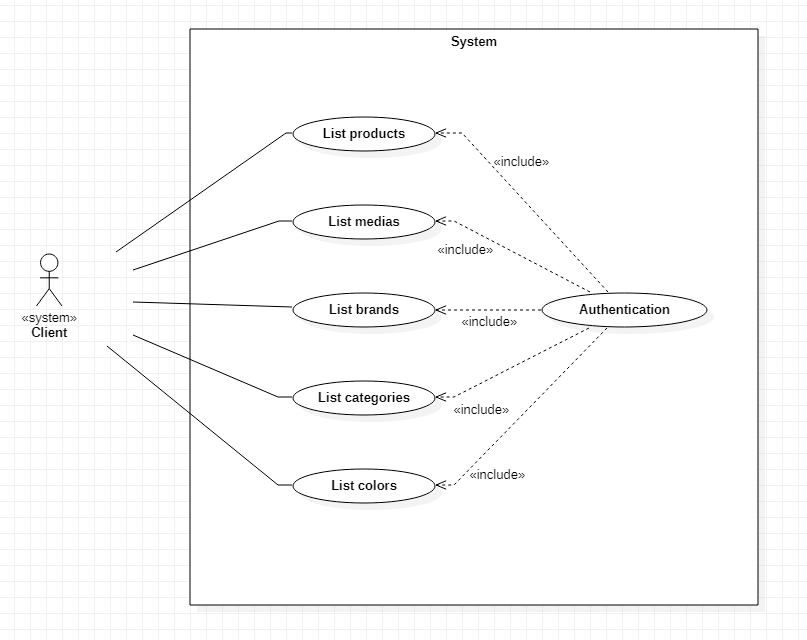 System
List products
«include»
List medias
«include»
List brands
«include»
Authentication
«system»
Client
List categories
«include»
List colors
«include»